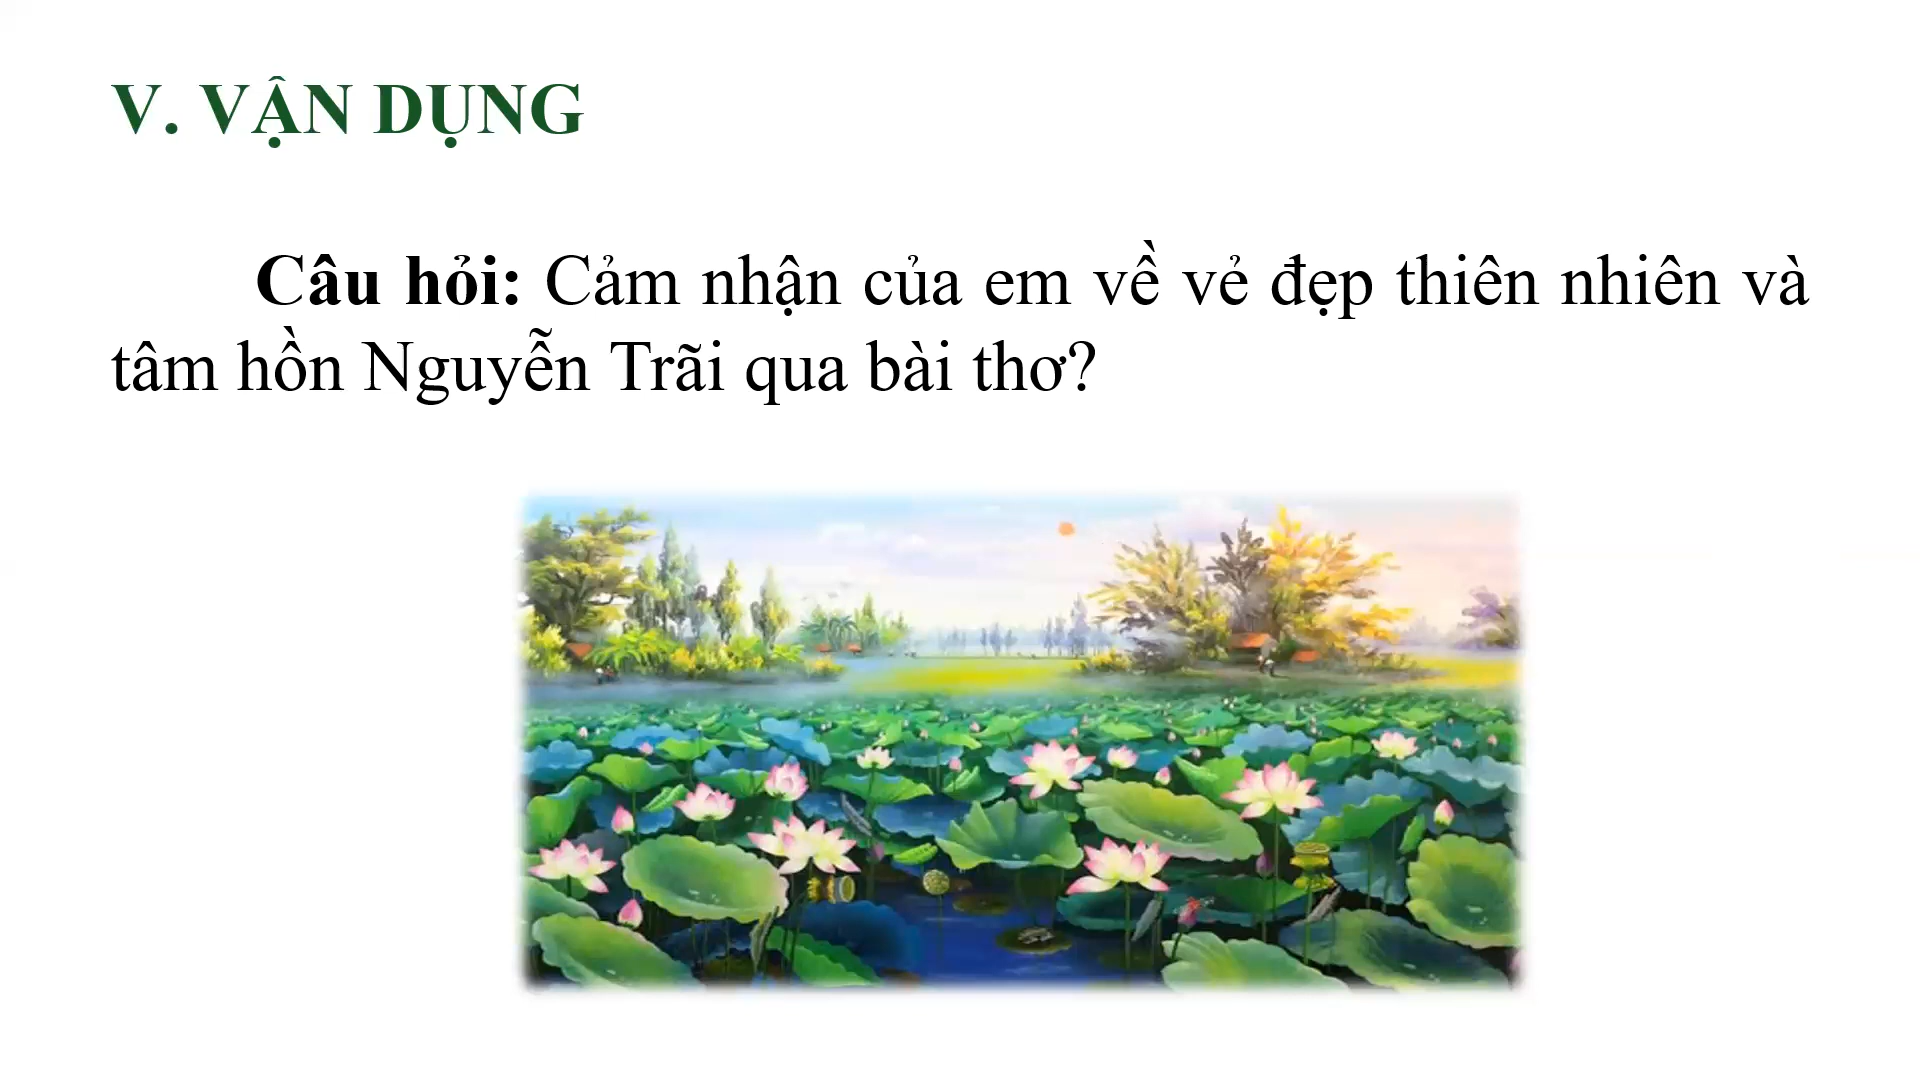 V. VẬN DỤNG
Câu hỏi: Cảm nhận của em về vẻ đẹp thiên nhiên và
tâm hồn Nguyễn Trãi qua bài thơ?